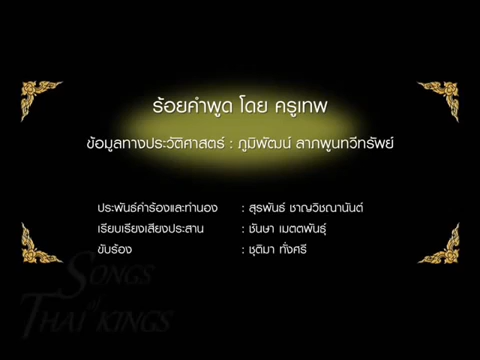 ร้อยคำพูด โดย ครูเทพ
ข้อมูลทางประวัติศาสตร์ : ภูมิพัฒน์ ลาภพูนทวีทรัพย์
ประพันธ์คำร้องและทำนอง : สุรพันธ์ ชาญวิชณานันต์
เรียบเรียงเสียงประสาน : ชันษา เมตตพันธุ์
ขับร้อง : ชุติมา ทั่งศรี
SONGS
of
THAI KINGS